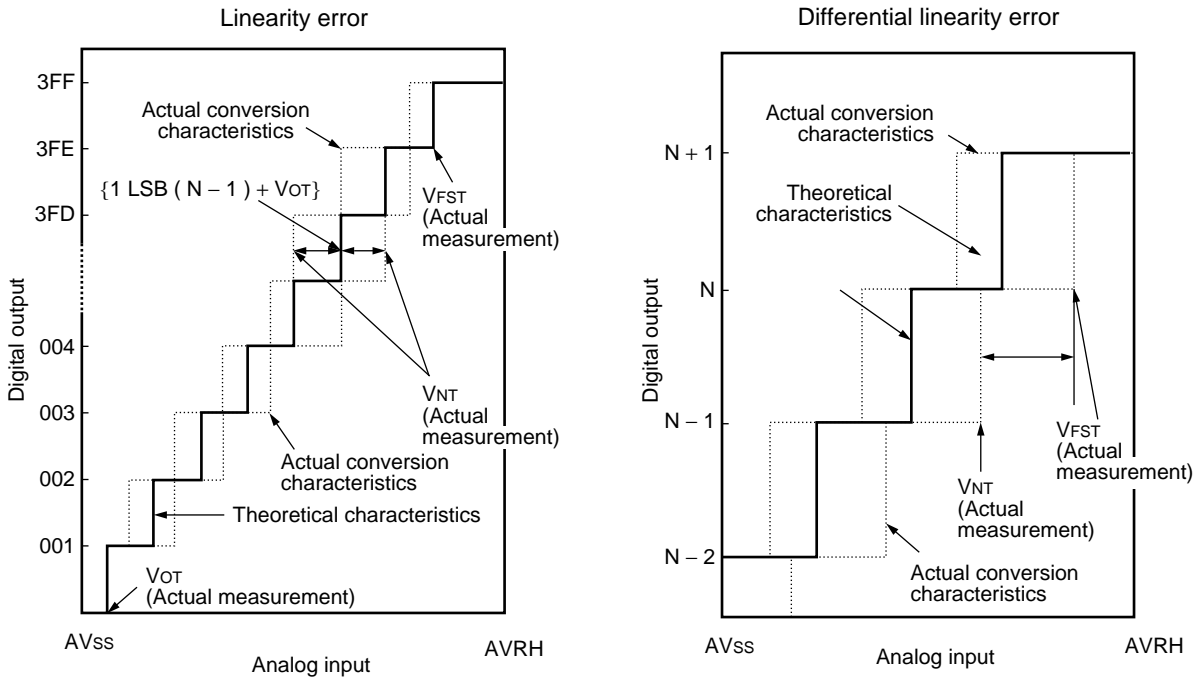 Linearity error
3FF
3FE
3FD
004
003
002
001
Digital output
Actual conversion
characteristics
{1 LSB ( N – 1 ) + VOT}
VFST
(Actual
measurement)
VNT
(Actual
measurement)
Actual conversion
characteristics
Theoretical characteristics
VOT
(Actual measurement)
AVSS
Analog input
AVRH
Differential linearity error
N + 1
N
N – 1
N – 2
Digital output
Actual conversion
characteristics
Theoretical
characteristics
VFST
(Actual
measurement)
VNT
(Actual
measurement)
Actual conversion
characteristics
AVSS
Analog input
AVRH